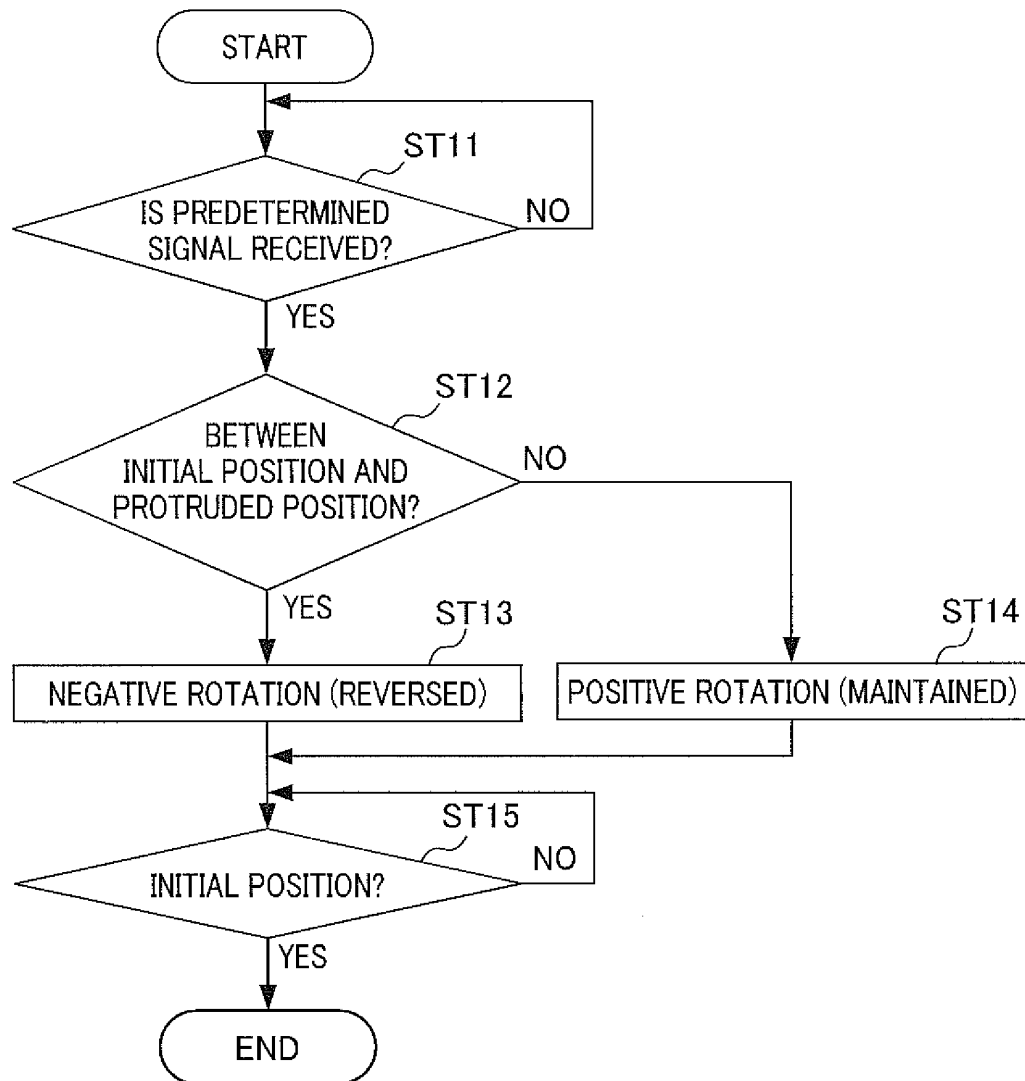 START
ST11
IS PREDETERMINED
SIGNAL RECEIVED?
NO
YES
ST12
BETWEEN
INITIAL POSITION AND
PROTRUDED POSITION?
NO
YES
ST13
NEGATIVE ROTATION (REVERSED)
ST14
POSITIVE ROTATION (MAINTAINED)
ST15
INITIAL POSITION?
NO
YES
END